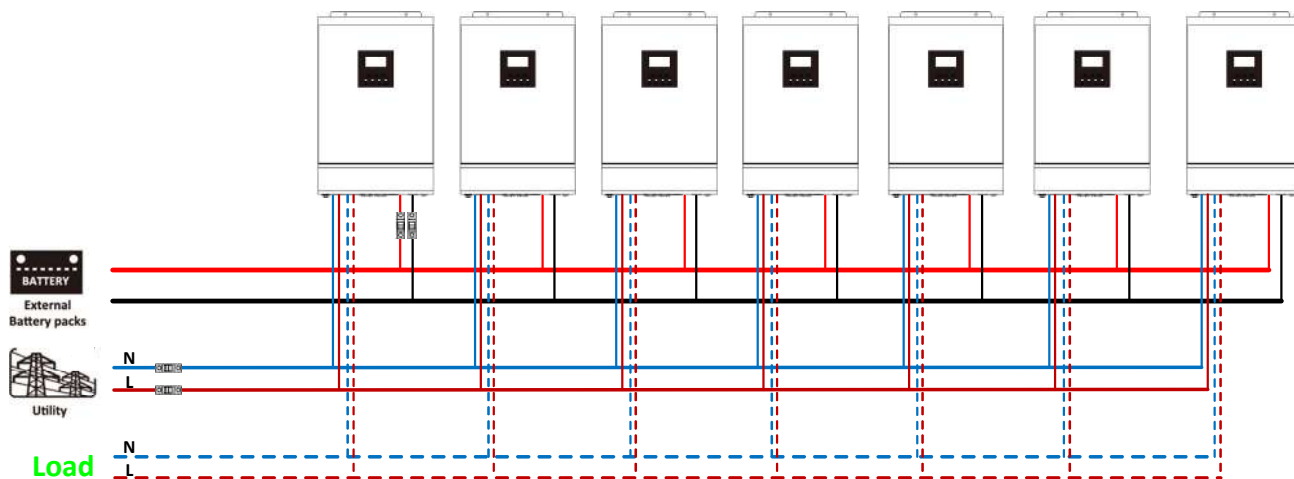 BATTERY
External
Battery packs
N
L
Utility
N
Load
L